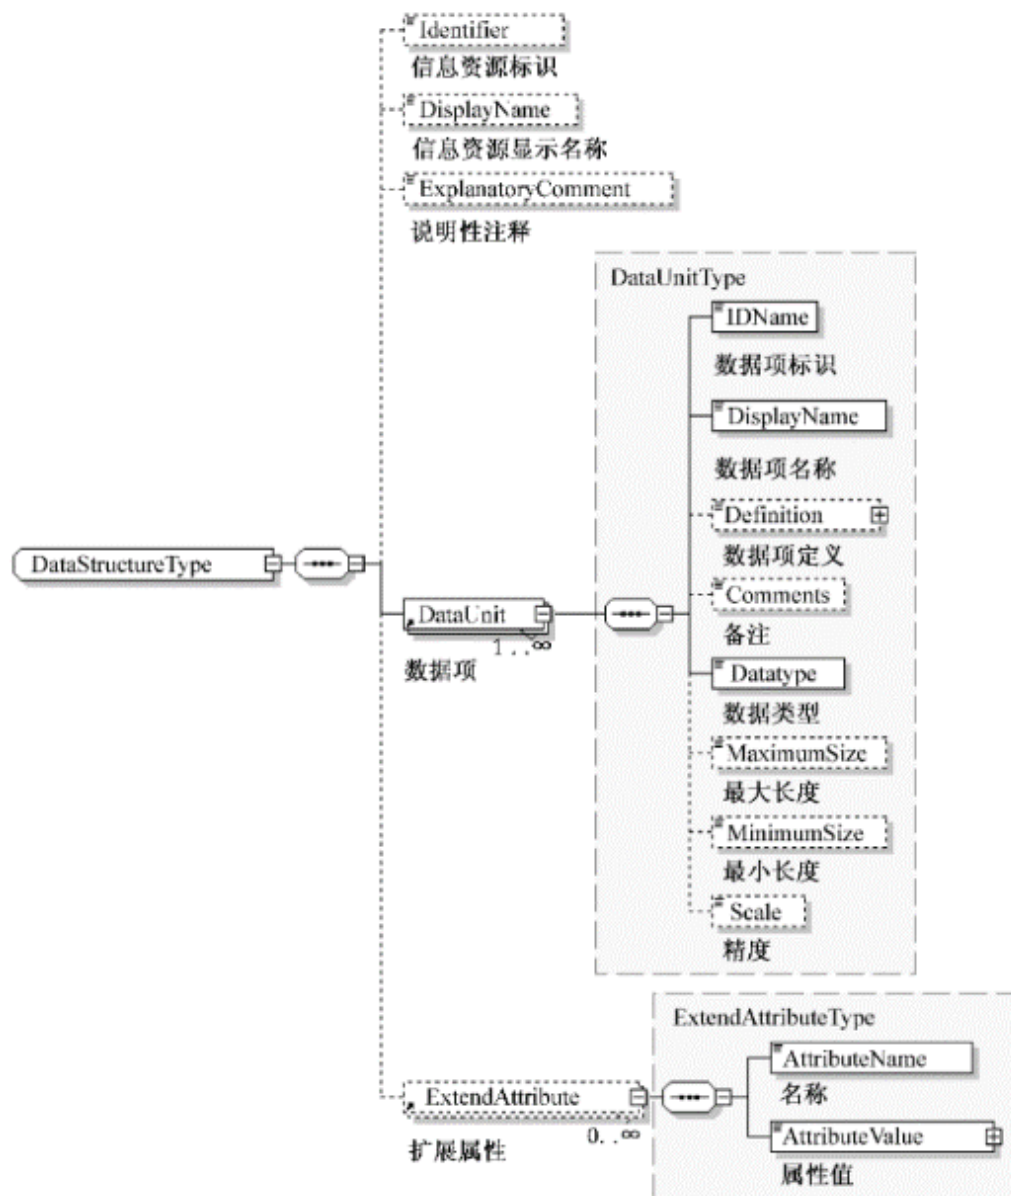 Identifier
信息资源标识
DisplayName
信息资源显示名称
ExplanatoryComment
说明性注释
DataUnitType
IDName
数据项标识
DisplayName
数据项名称
Definition
数据项定义
DataStructureType
Comments
备注
DataUnit
1..∞
数据项
Datatype
数据类型
MaximumSize
最大长度
MinimumSize
最小长度
Scale
精度
ExtendAttributeType
AttributeName
名称
ExtendAttribute
0..∞
扩展属性
AttributeValue
属性值